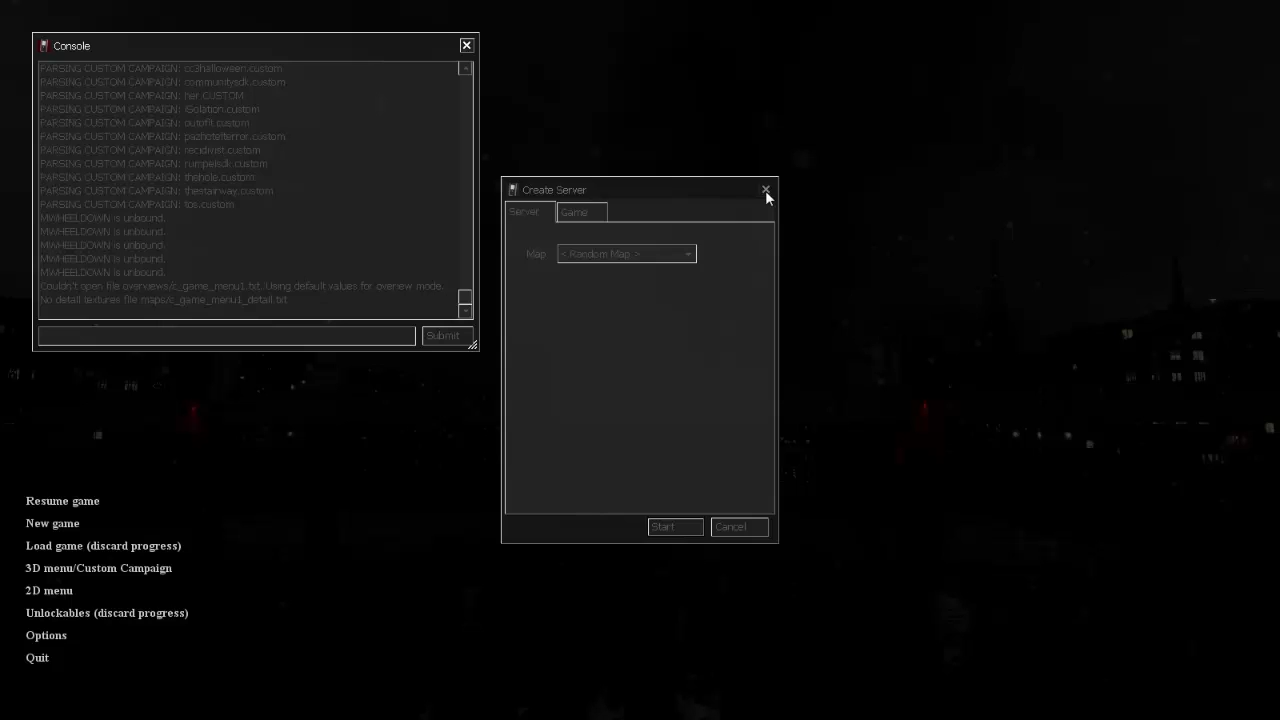 Console
PARSING CUSTOM CAMPAIGN: cc3halloween.custom
PARSING CUSTOM CAMPAIGN: communitysdk.custom
PARSING CUSTOM CAMPAIGN: her CUSTOM
PARSING CUSTOM CAMPAIGN: iSolation.custom
PARSING CUSTOM CAMPAIGN: outofit.custom
PARSING CUSTOM CAMPAIGN: paizhotelterror.custom
PARSING CUSTOM CAMPAIGN: recidivist.custom
PARSING CUSTOM CAMPAIGN: rumpelsdk.custom
PARSING CUSTOM CAMPAIGN: thehole.custom
PARSING CUSTOM CAMPAIGN: thestairway.custom
PARSING CUSTOM CAMPAIGN: tos.custom
MWHEELDOWN is unbound.
MWHEELDOWN is unbound.
MWHEELDOWN is unbound.
MWHEELDOWN is unbound.
MWHEELDOWN is unbound.
Couldn't open file overviews/c_game_menu1.txt. Using default values for overiew mode.
No detail textures file maps/c_game_menu1_detail.txt
Submit
Create Server
Server Game
Map < Random Map >
Start Cancel
Resume game
New game
Load game (discard progress)
3D menu/Custom Campaign
2D menu
Unlockables (discard progress)
Options
Quit